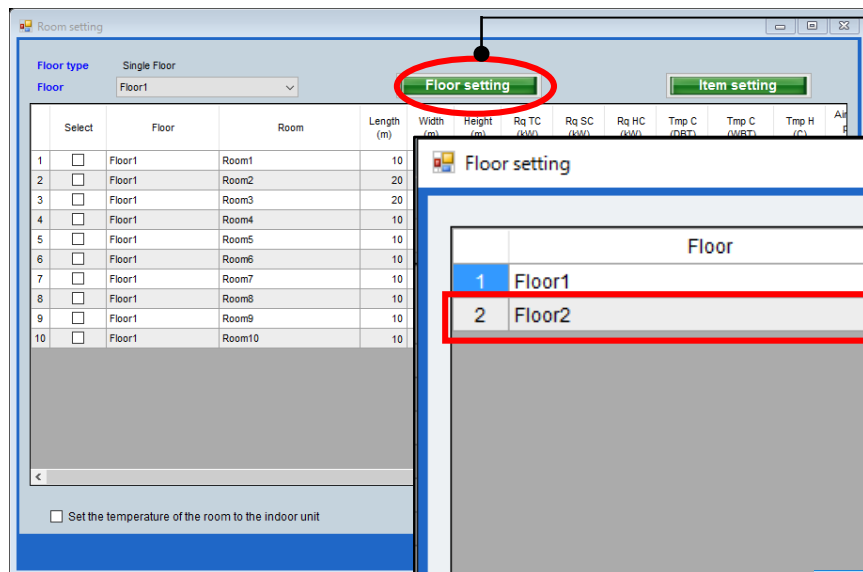 Room setting
Floor type Single Floor
Floor Floor1 Floor setting Item setting
Select Floor Room Length (m) Width (m) Height (m) Rq TC (kW) Rq SC (kW) Rq HC (kW) Tmp C (DBT) Tmp C (WBT) Tmp H (C)
1 Floor1 Room1 10
2 Floor1 Room2 20
3 Floor1 Room3 20
4 Floor1 Room4 10
5 Floor1 Room5 10
6 Floor1 Room6 10
7 Floor1 Room7 10
8 Floor1 Room8 10
9 Floor1 Room9 10
10 Floor1 Room10 10
Set the temperature of the room to the indoor unit
Floor setting
Floor
1 Floor1
2 Floor2